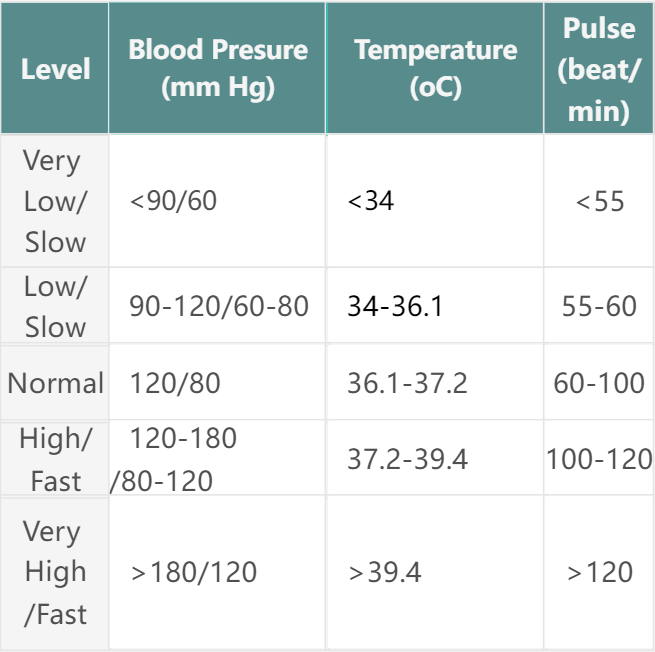 Level
Blood Presure
(mm Hg)
Temperature
(oC)
Pulse
(beat/
min)
Very
Low/
Slow
<90/60
<34
<55
Low/
Slow
90-120/60-80
34-36.1
55-60
Normal
120/80
36.1-37.2
60-100
High/
Fast
120-180
/80-120
37.2-39.4
100-120
Very
High
/Fast
>180/120
>39.4
>120